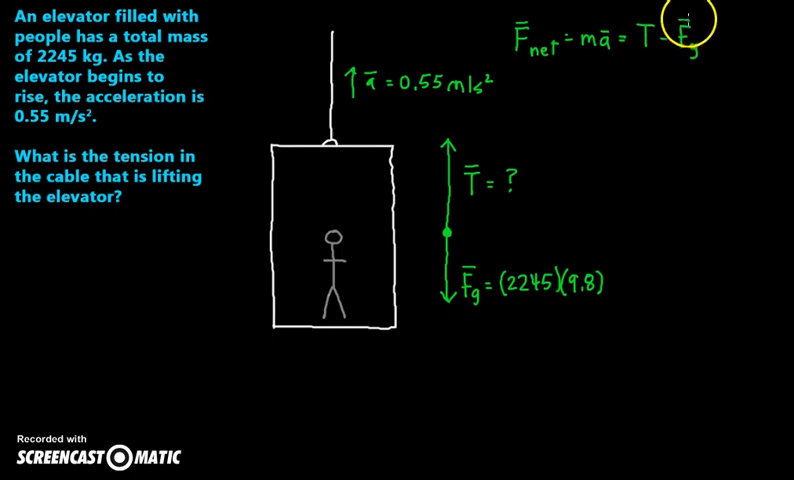 An elevator filled with
people has a total mass
of 2245 kg. As the
elevator begins to
rise, the acceleration is
0.55 m/s².
What is the tension in
the cable that is lifting
the elevator?
F̄net = mā = T - F̄g
↑ ā = 0.55 m/s²
T̄ = ?
F̄g = (2245)(9.8)
Recorded with
SCREENCAST MATIC